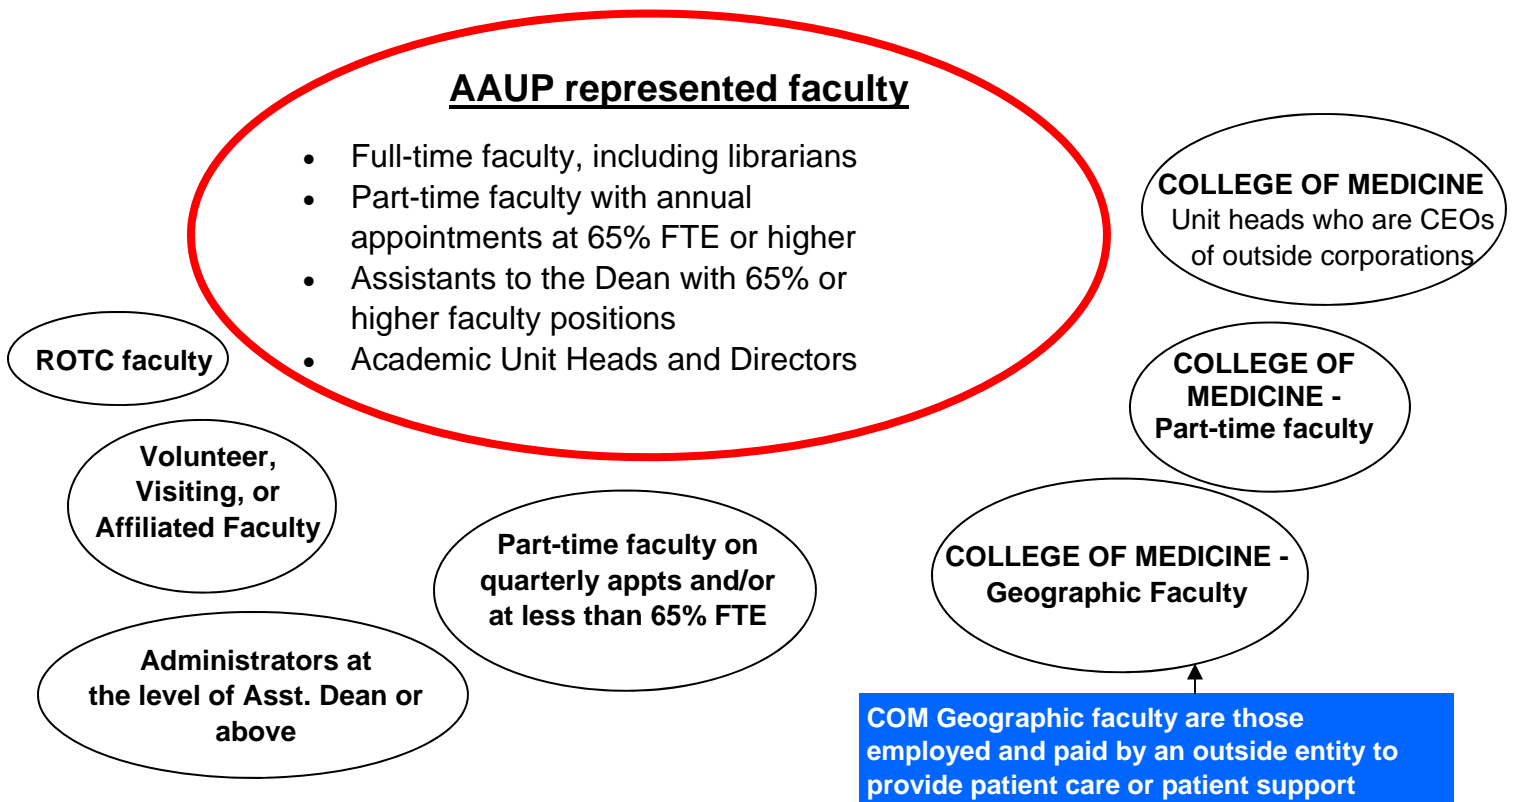 AAUP represented faculty
• Full-time faculty, including librarians
• Part-time faculty with annual
appointments at 65% FTE or higher
• Assistants to the Dean with 65% or
higher faculty positions
• Academic Unit Heads and Directors
COLLEGE OF MEDICINE
Unit heads who are CEOs
of outside corporations
ROTC faculty
COLLEGE OF
MEDICINE -
Part-time faculty
Volunteer,
Visiting, or
Affiliated Faculty
Part-time faculty on
quarterly appts and/or
at less than 65% FTE
COLLEGE OF MEDICINE -
Geographic Faculty
Administrators at
the level of Asst. Dean or
above
COM Geographic faculty are those
employed and paid by an outside entity to
provide patient care or patient support